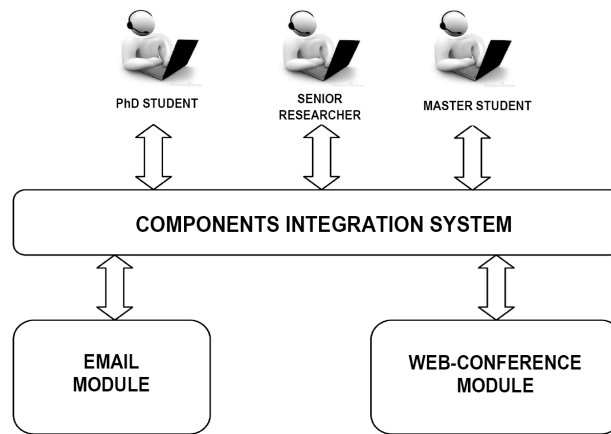 PhD STUDENT
SENIOR
RESEARCHER
MASTER STUDENT
COMPONENTS INTEGRATION SYSTEM
EMAIL
MODULE
WEB-CONFERENCE
MODULE